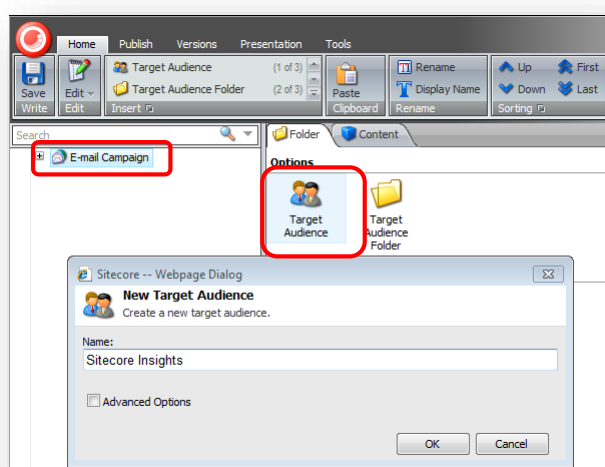 Home Publish Versions Presentation Tools
Save
Write
Edit
Edit
Target Audience (1 of 3)
Target Audience Folder (2 of 3)
Insert
Paste
Clipboard
Rename
Display Name
Rename
Up First
Down Last
Sorting
Search
E-mail Campaign
Folder Content
Options
Target
Audience
Target
Audience
Folder
Sitecore -- Webpage Dialog
New Target Audience
Create a new target audience.
Name:
Sitecore Insights
Advanced Options
OK Cancel